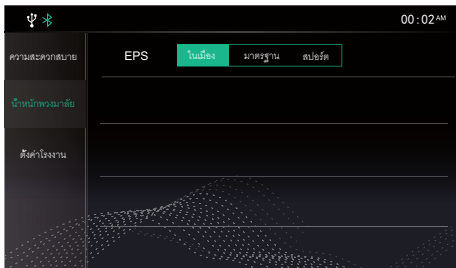 00:02 AM
ความสะดวกสบาย
EPS ในเมือง มาตรฐาน สปอร์ต
น้ำหนักพวงมาลัย
ตั้งค่าโรงงาน